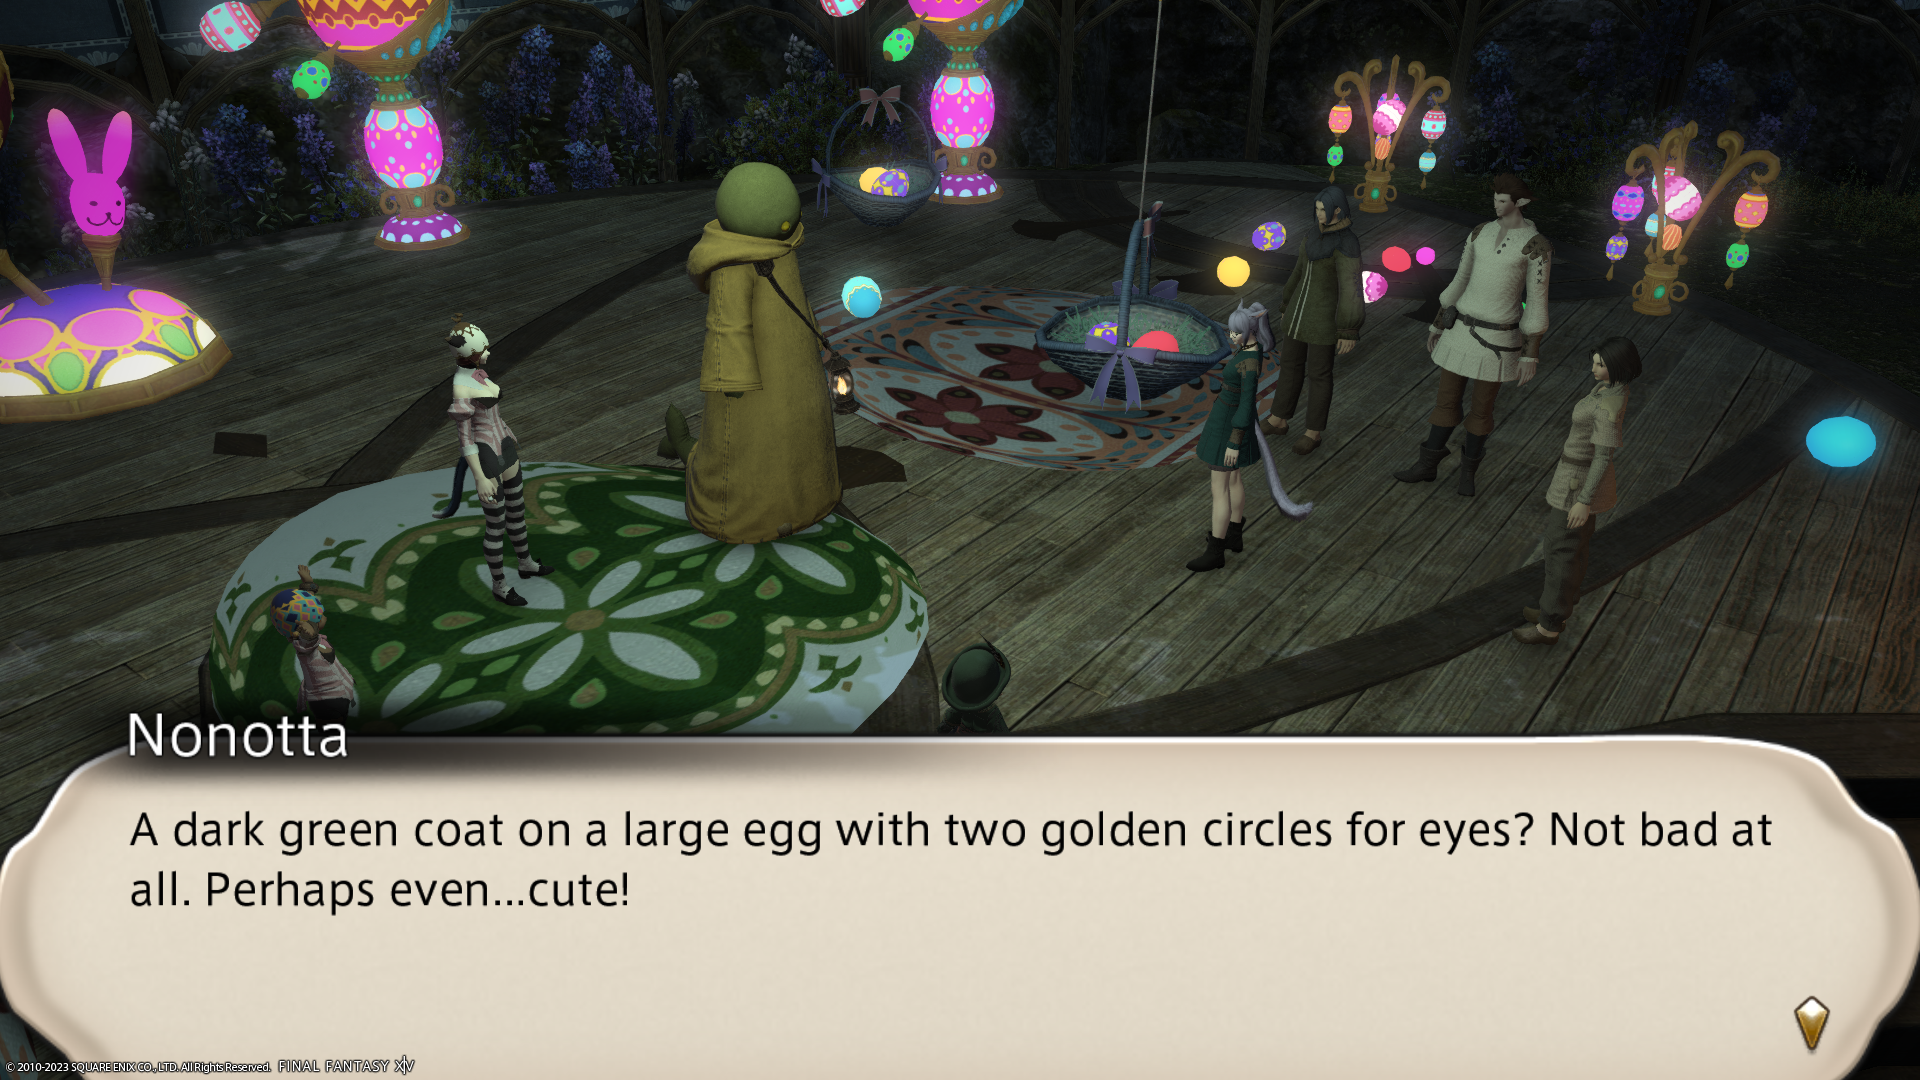 Nonotta
A dark green coat on a large egg with two golden circles for eyes? Not bad at
all. Perhaps even...cute!
© 2010-2023 SQUARE ENIX CO., LTD. All Rights Reserved. FINAL FANTASY XIV